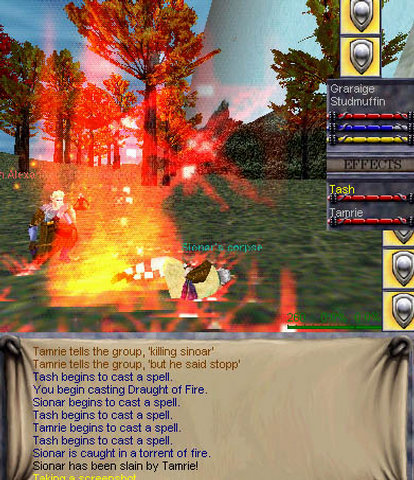 Graraige
Studmuffin
EFFECTS
Tash
Tamrie
Sionar's corpse
Tamrie tells the group, 'killing sinoar'
Tamrie tells the group, 'but he said stopp'
Tash begins to cast a spell.
You begin casting Draught of Fire.
Sionar begins to cast a spell.
Tash begins to cast a spell.
Tamrie begins to cast a spell.
Tash begins to cast a spell.
Sionar is caught in a torrent of fire.
Sionar has been slain by Tamrie!
Taking a screenshot